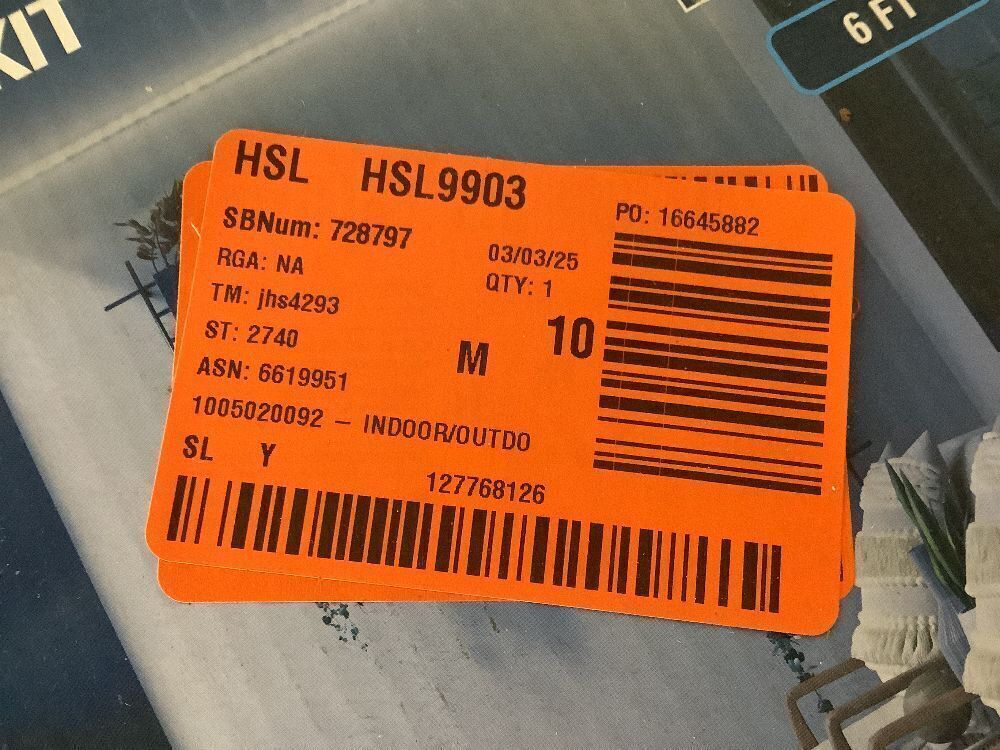 KIT
6 FT
HSL HSL9903
SBNum: 728797
RGA: NA
TM: jhs4293
ST: 2740
ASN: 6619951
1005020092 – INDOOR/OUTDO
SL Y
03/03/25
QTY: 1
M 10
PO: 16645882
127768126